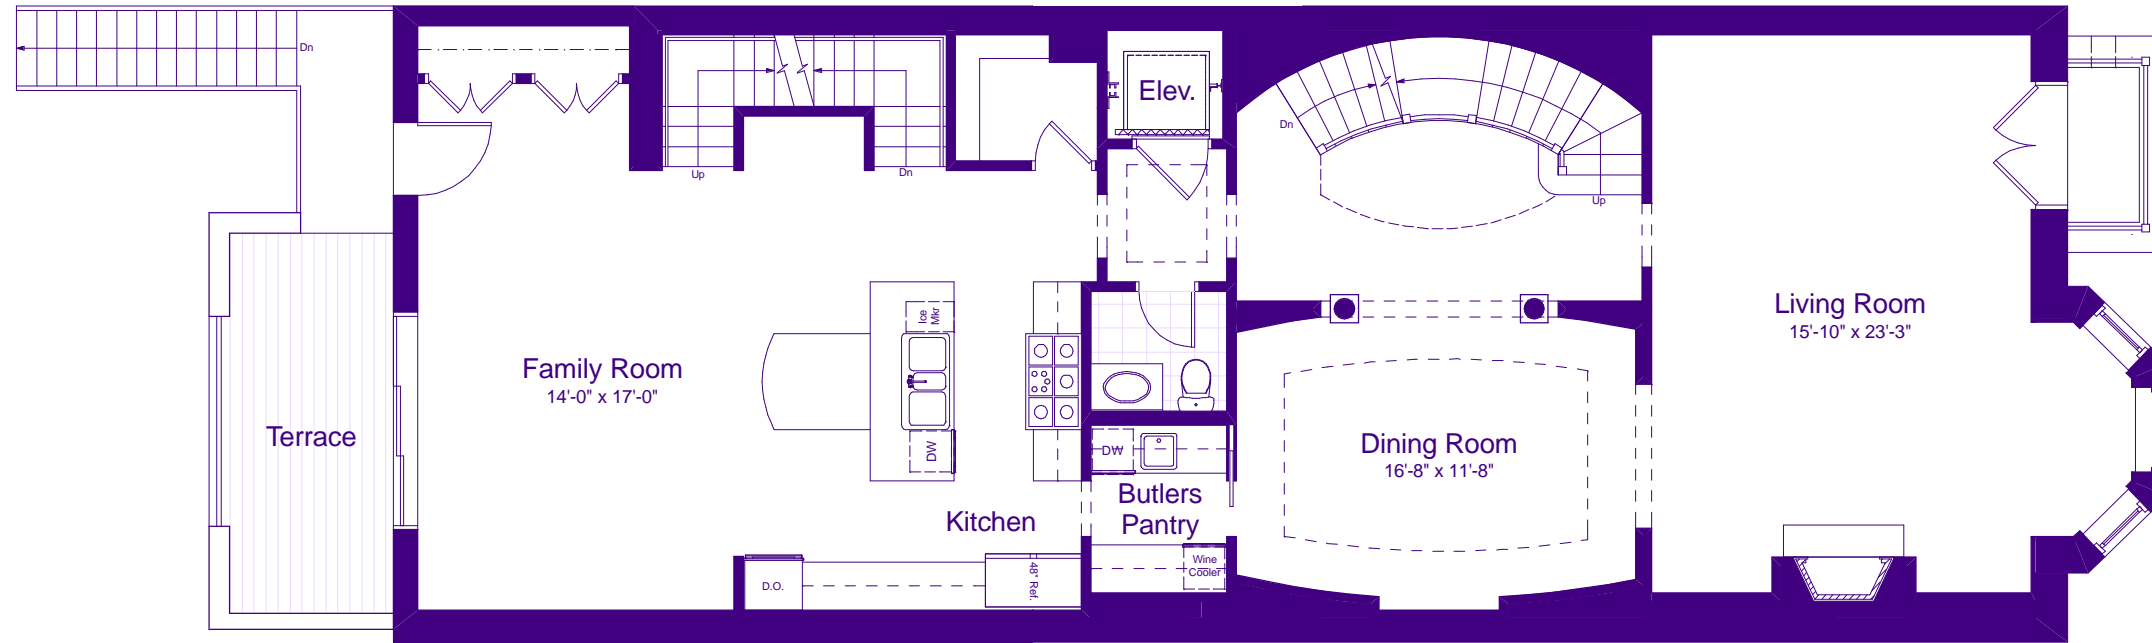 Dn
Elev.
Dn
Up
Dn
Up
Ice
Mkr
Living Room
15'-10" x 23'-3"
Family Room
14'-0" x 17'-0"
Terrace
DW
DW
Dining Room
16'-8" x 11'-8"
Butlers
Pantry
Kitchen
Wine
Cooler
D.O.
48" Ref.